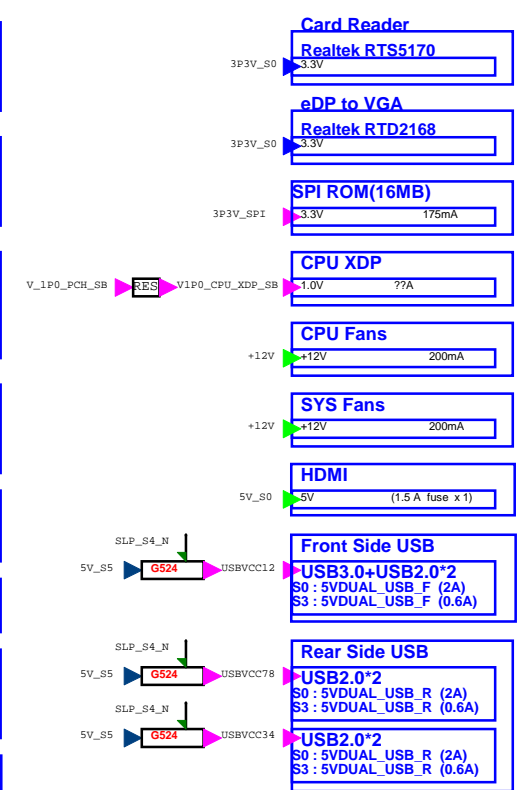 Card Reader
Realtek RTS5170
3P3V_S0 3.3V
eDP to VGA
Realtek RTD2168
3P3V_S0 3.3V
SPI ROM(16MB)
3P3V_SPI 3.3V 175mA
CPU XDP
V_1P0_PCH_SB RES V1P0_CPU_XDP_SB 1.0V ??A
CPU Fans
+12V +12V 200mA
SYS Fans
+12V +12V 200mA
HDMI
5V_S0 5V (1.5 A fuse x 1)
SLP_S4_N
Front Side USB
5V_S5 G524 USBVCC12 USB3.0+USB2.0*2
S0 : 5VDUAL_USB_F (2A)
S3 : 5VDUAL_USB_F (0.6A)
SLP_S4_N
Rear Side USB
5V_S5 G524 USBVCC78 USB2.0*2
S0 : 5VDUAL_USB_R (2A)
S3 : 5VDUAL_USB_R (0.6A)
SLP_S4_N
5V_S5 G524 USBVCC34 USB2.0*2
S0 : 5VDUAL_USB_R (2A)
S3 : 5VDUAL_USB_R (0.6A)